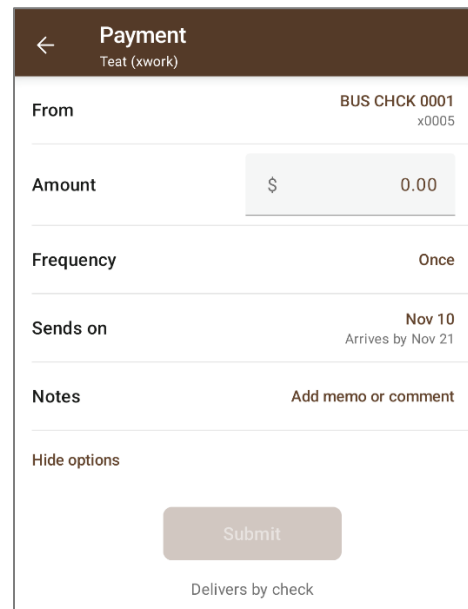 Payment
Teat (xwork)
From
BUS CHCK 0001
x0005
Amount
$ 0.00
Frequency
Once
Sends on
Nov 10
Arrives by Nov 21
Notes
Add memo or comment
Hide options
Submit
Delivers by check